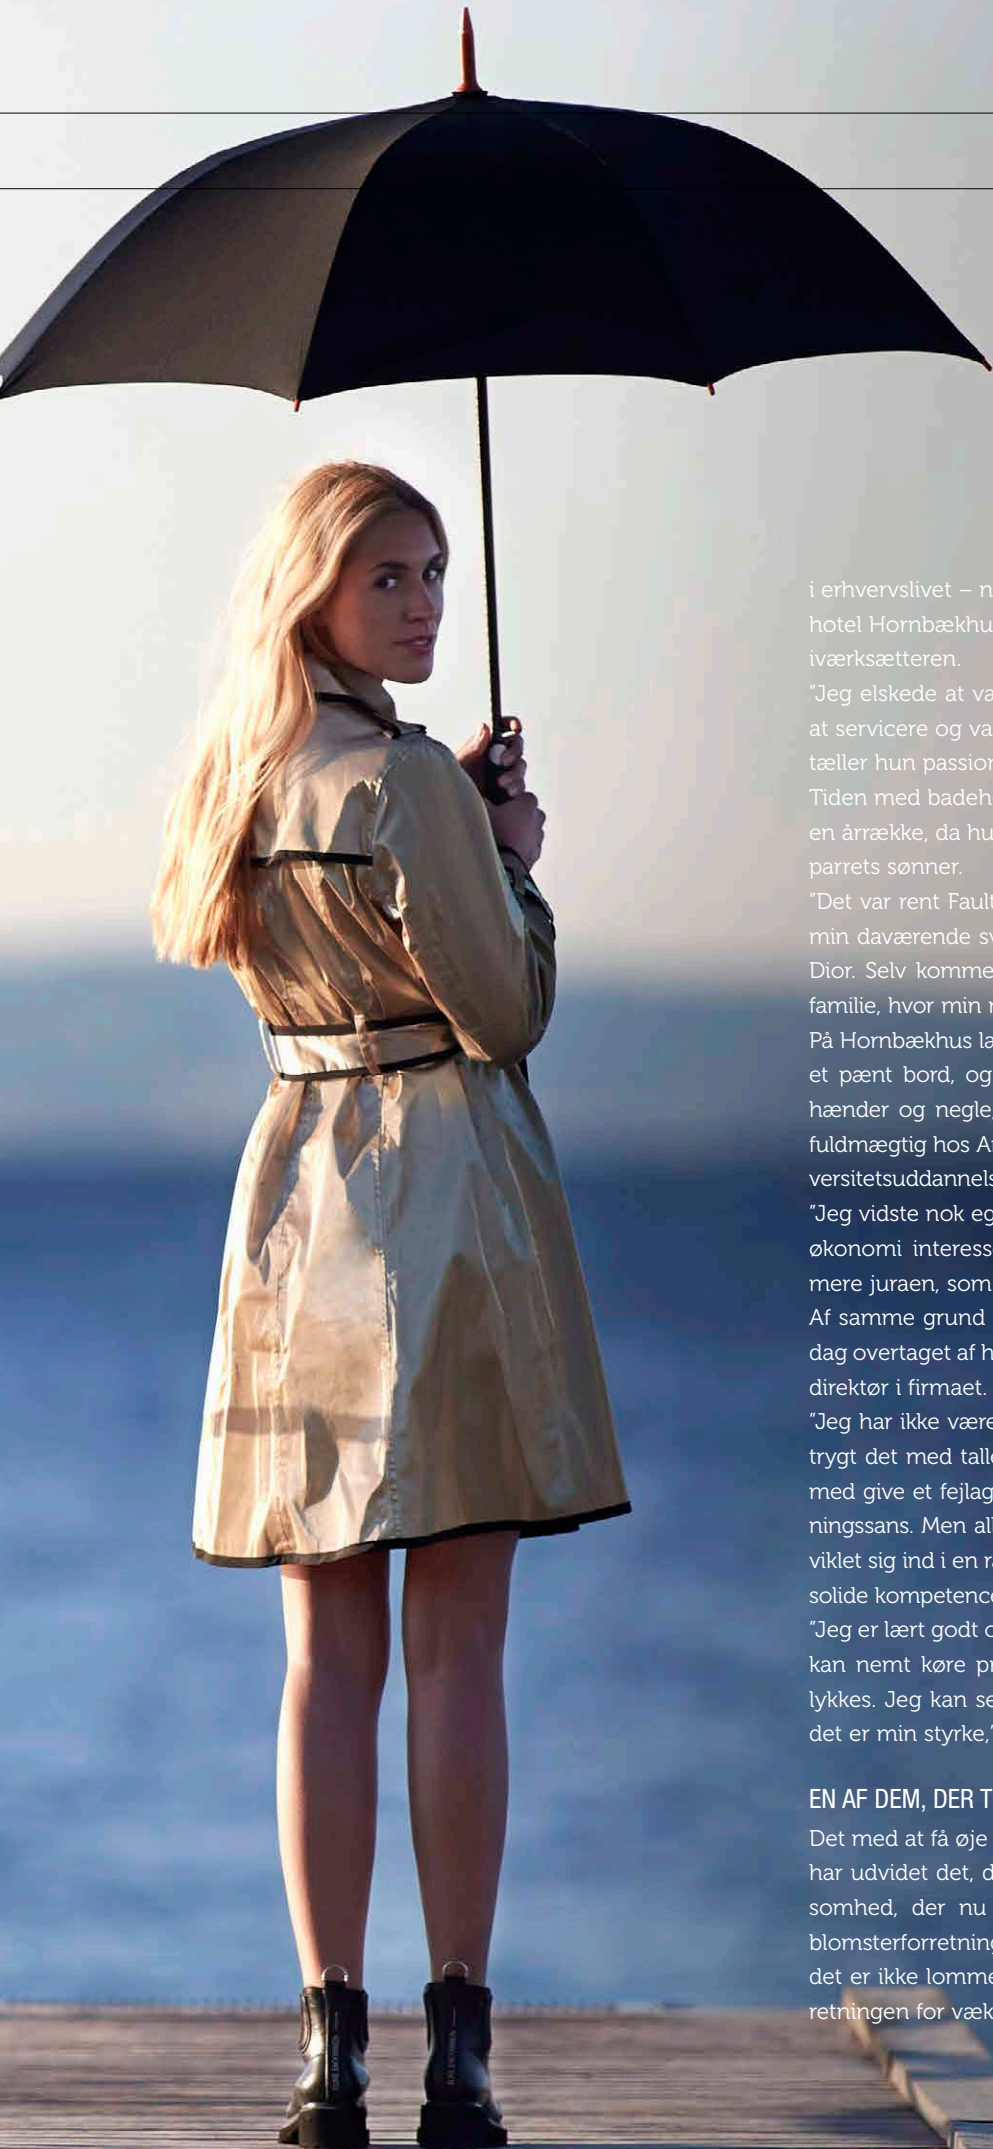 i erhvervslivet – n
hotel Hornbækhu
iværksætteren.
”Jeg elskede at va
at servicere og va
tæller hun passion
Tiden med badeh
en årrække, da hu
parrets sønner.
”Det var rent Fault
min daværende sv
Dior. Selv komme
familie, hvor min
På Hornbækhus la
et pænt bord, og
hænder og negle,
fuldmægtig hos A
versitetsuddannels
”Jeg vidste nok eg
økonomi interess
mere juraen, som
Af samme grund
dag overtaget af h
direktør i firmaet.
”Jeg har ikke være
trygt det med talle
med give et fejlag
ningssans. Men al
viklet sig ind i en r
solide kompetence
”Jeg er lært godt o
kan nemt køre pr
lykkes. Jeg kan se
det er min styrke,”
EN AF DEM, DER T
Det med at få øje
har udvidet det, d
somhed, der nu
blomsterforretning
det er ikke lomme
retningen for væk